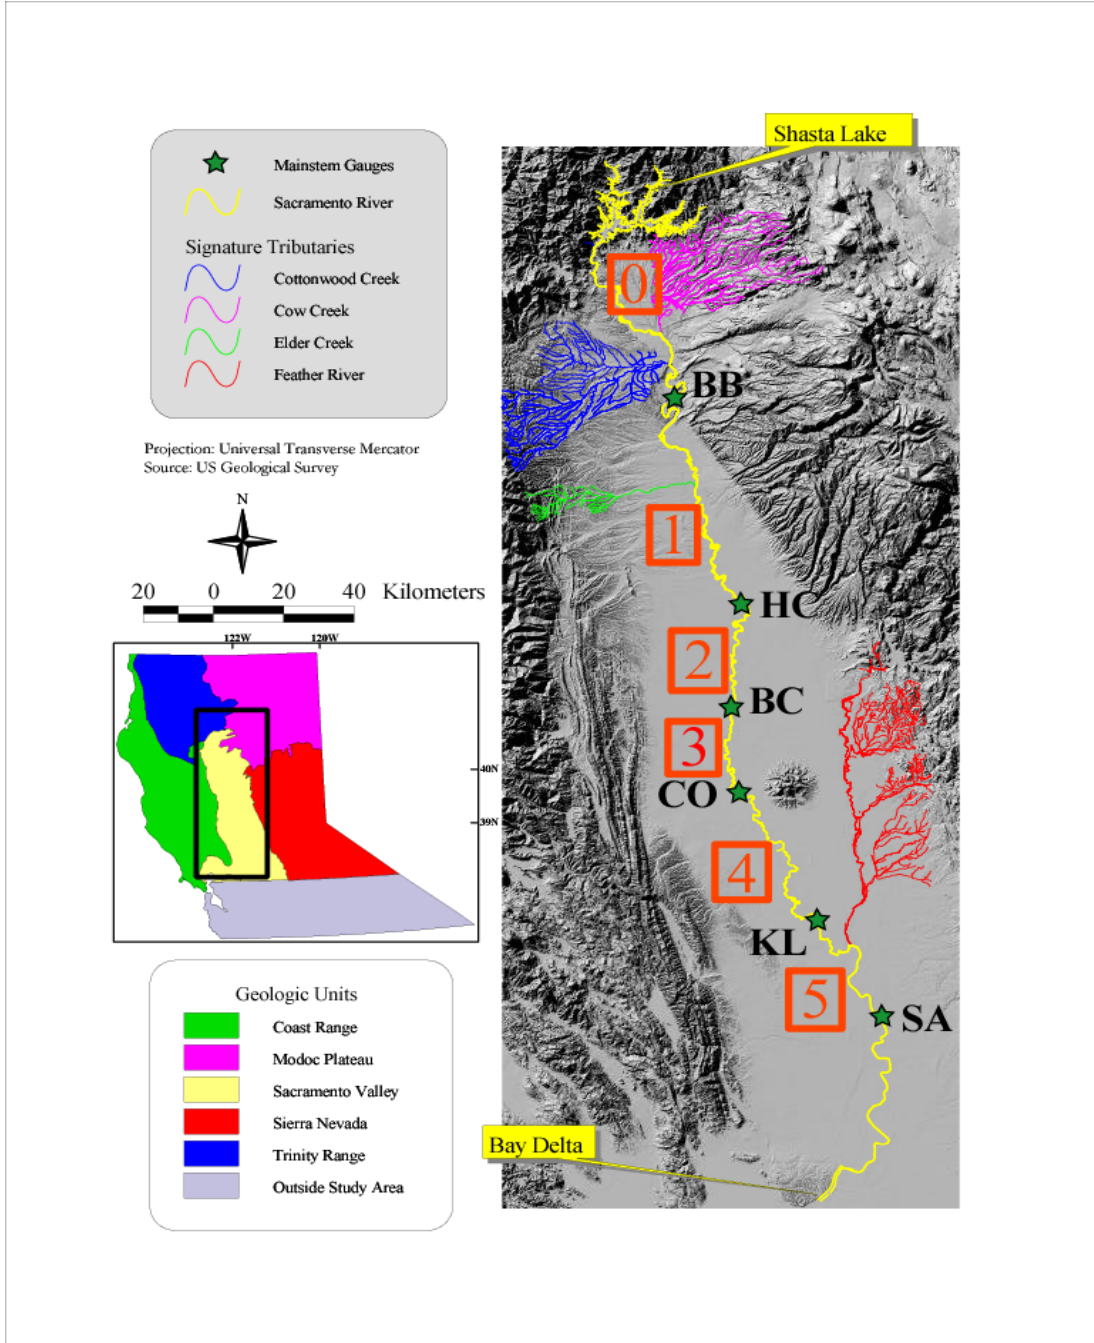 Mainstem Gauges
Sacramento River
Signature Tributaries
Cottonwood Creek
Cow Creek
Elder Creek
Feather River
Projection: Universal Transverse Mercator
Source: US Geological Survey
N
20 0 20 40 Kilometers
122W 120W
40N
39N
Geologic Units
Coast Range
Modoc Plateau
Sacramento Valley
Sierra Nevada
Trinity Range
Outside Study Area
Shasta Lake
0
BB
1
HC
2
BC
3
CO
4
KL
5
SA
Bay Delta